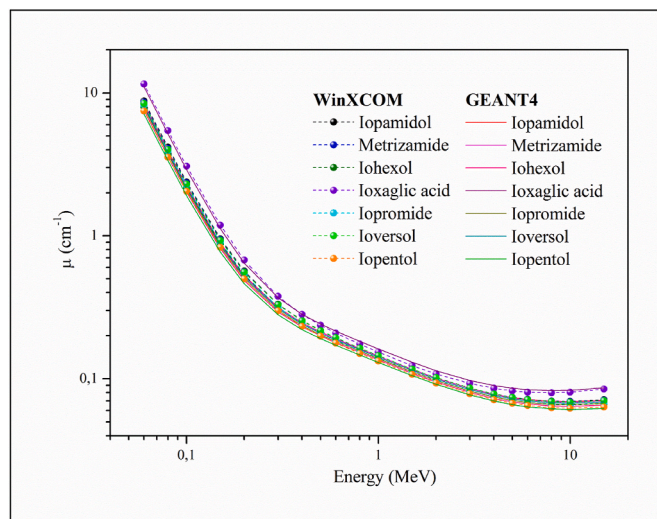 WinXCOM GEANT4
Iopamidol Iopamidol
Metrizamide Metrizamide
Iohexol Iohexol
Ioxaglic acid Ioxaglic acid
Iopromide Iopromide
Ioversol Ioversol
Iopentol Iopentol
10
1
0,1
μ (cm⁻¹)
0,1 1 10
Energy (MeV)